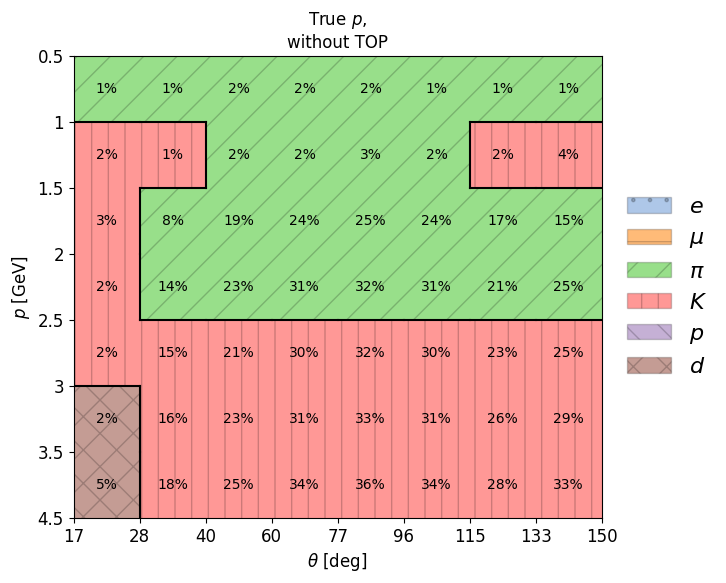 True p,
without TOP
0.5
1% 1% 2% 2% 2% 1% 1% 1%
1
2% 1% 2% 2% 3% 2% 2% 4%
1.5
3% 8% 19% 24% 25% 24% 17% 15%
2
2% 14% 23% 31% 32% 31% 21% 25%
2.5
2% 15% 21% 30% 32% 30% 23% 25%
3
2% 16% 23% 31% 33% 31% 26% 29%
3.5
5% 18% 25% 34% 36% 34% 28% 33%
4.5
17 28 40 60 77 96 115 133 150
θ [deg]
p [GeV]
e
μ
π
K
p
d